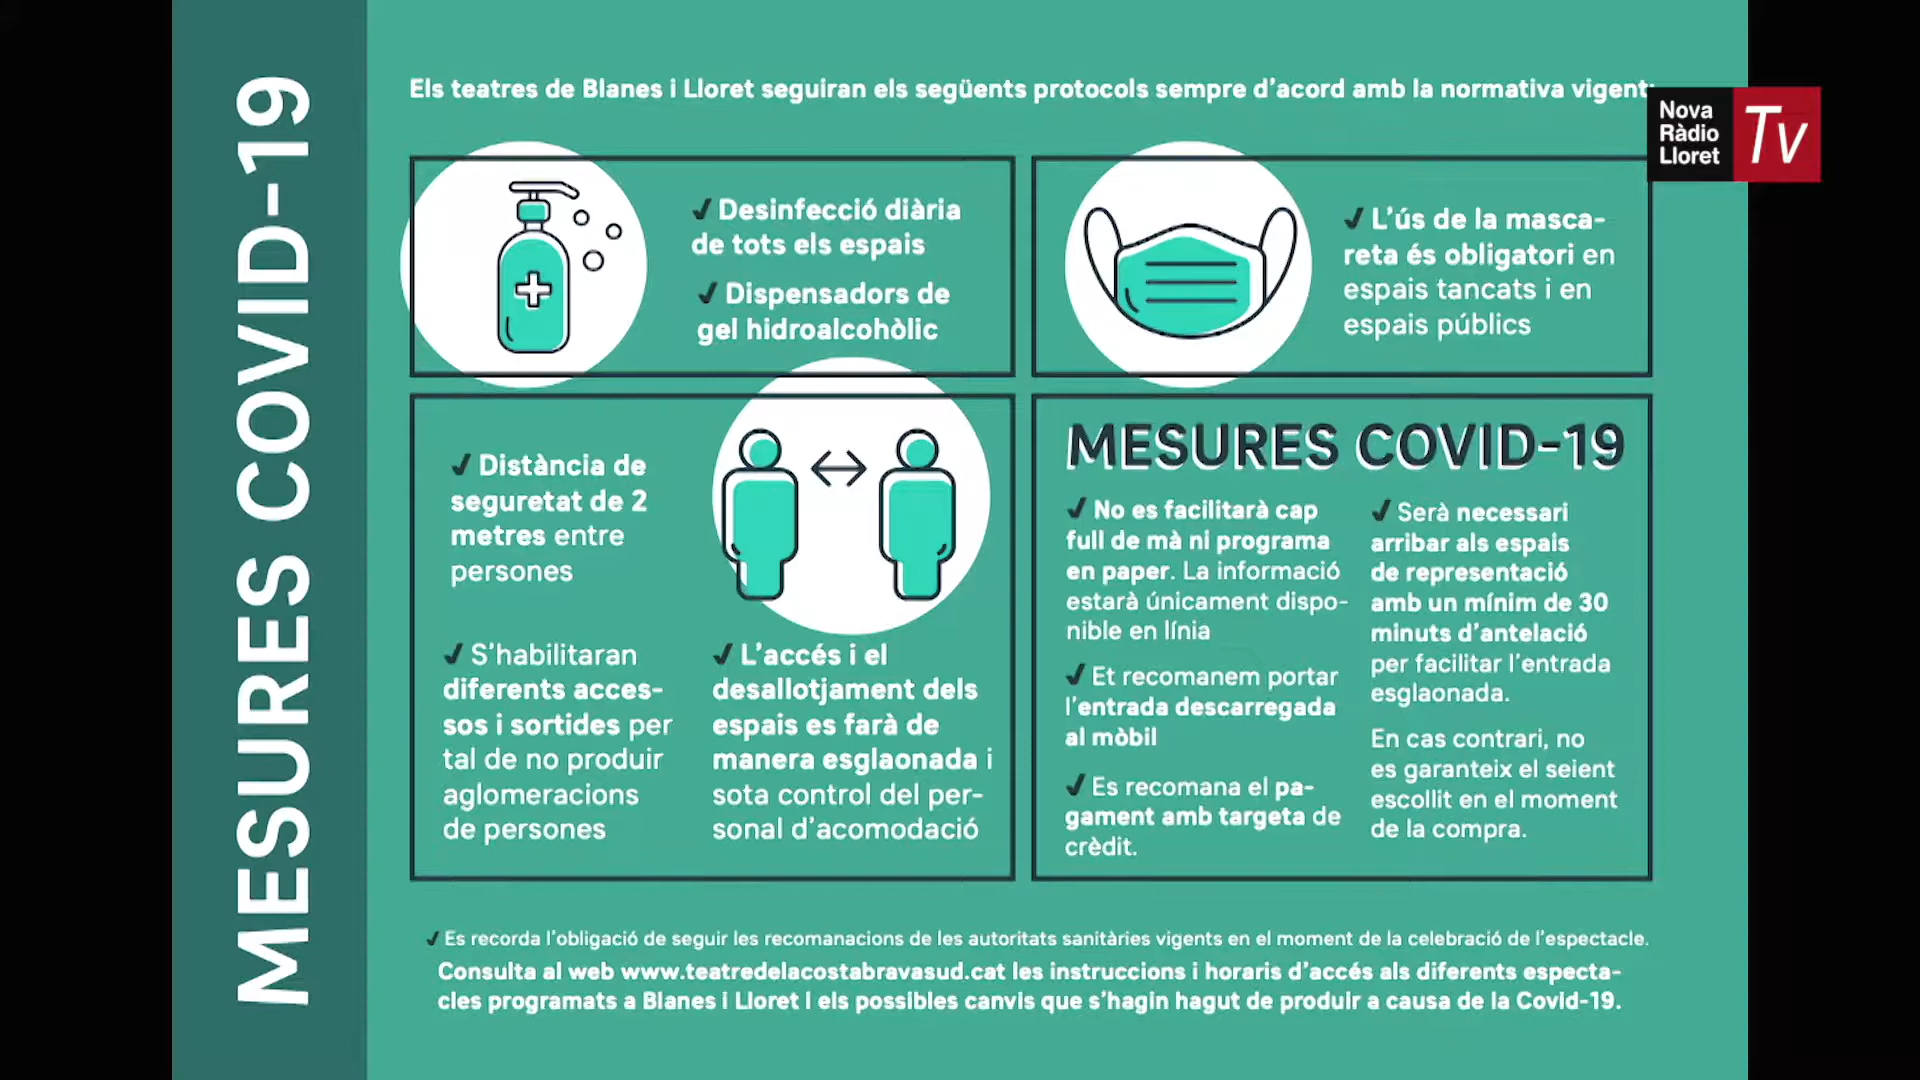 MESURES COVID-19
Els teatres de Blanes i Lloret seguiran els següents protocols sempre d'acord amb la normativa vigent:
Nova
Ràdio
Lloret
Tv
✓ Desinfecció diària
de tots els espais
✓ Dispensadors de
gel hidroalcohòlic
✓ L'ús de la masca-
reta és obligatori en
espais tancats i en
espais públics
✓ Distància de
seguretat de 2
metres entre
persones
✓ S'habilitaran
diferents acces-
sos i sortides per
tal de no produir
aglomeracions
de persones
✓ L'accés i el
desallotjament dels
espais es farà de
manera esglaonada i
sota control del per-
sonal d'acomodació
MESURES COVID-19
✓ No es facilitarà cap
full de mà ni programa
en paper. La informació
estarà únicament dispo-
nible en línia
✓ Et recomanem portar
l'entrada descarregada
al mòbil
✓ Es recomana el pa-
gament amb targeta de
crèdit.
✓ Serà necessari
arribar als espais
de representació
amb un mínim de 30
minuts d'antelació
per facilitar l'entrada
esglaonada.
En cas contrari, no
es garanteix el seient
escollit en el moment
de la compra.
✓ Es recorda l'obligació de seguir les recomanacions de les autoritats sanitàries vigents en el moment de la celebració de l'espectacle.
Consulta al web www.teatredelacostabravasud.cat les instruccions i horaris d'accés als diferents especta-
cles programats a Blanes i Lloret I els possibles canvis que s'hagin hagut de produir a causa de la Covid-19.